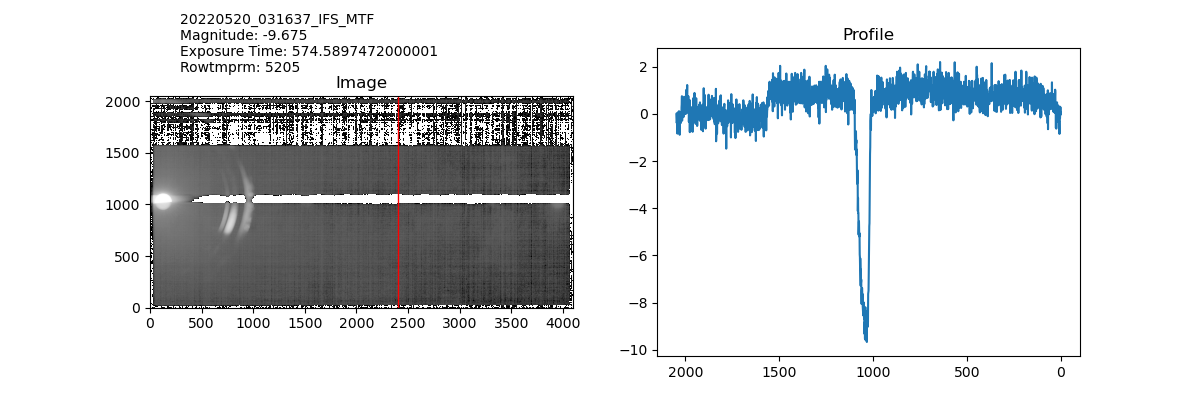 20220520_031637_IFS_MTF
Magnitude: -9.675
Exposure Time: 574.5897472000001
Rowtmprm: 5205
Image
2000
1500
1000
500
0
0 500 1000 1500 2000 2500 3000 3500 4000
Profile
2
0
−2
−4
−6
−8
−10
2000 1500 1000 500 0